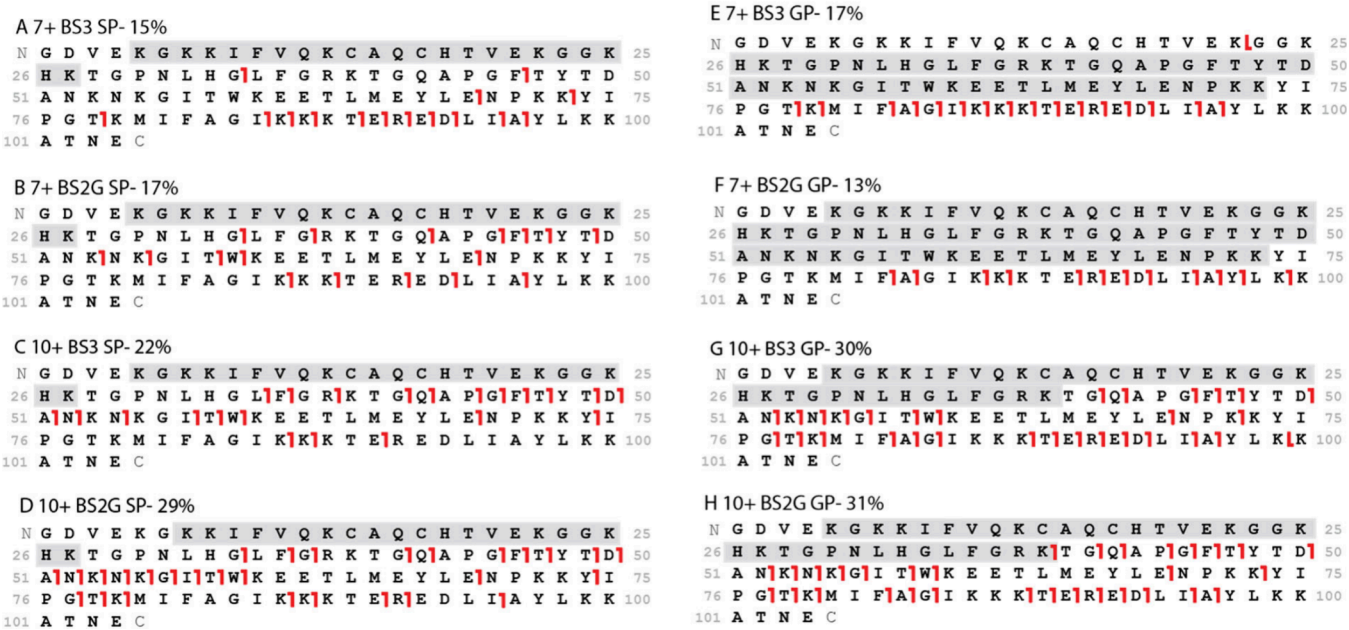 A 7+ BS3 SP- 15%
N G D V E K G K K I F V Q K C A Q C H T V E K G G K 25
26 H K T G P N L H G L F G R K T G Q A P G F T Y T D 50
51 A N K N K G I T W K E E T L M E Y L E N P K K Y I 75
76 P G T K M I F A G I K K K T E R E D L I A Y L K K 100
101 A T N E C
B 7+ BS2G SP- 17%
N G D V E K G K K I F V Q K C A Q C H T V E K G G K 25
26 H K T G P N L H G L F G R K T G Q A P G F T Y T D 50
51 A N K N K G I T W K E E T L M E Y L E N P K K Y I 75
76 P G T K M I F A G I K K K T E R E D L I A Y L K K 100
101 A T N E C
C 10+ BS3 SP- 22%
N G D V E K G K K I F V Q K C A Q C H T V E K G G K 25
26 H K T G P N L H G L F G R K T G Q A P G F T Y T D 50
51 A N K N K G I T W K E E T L M E Y L E N P K K Y I 75
76 P G T K M I F A G I K K K T E R E D L I A Y L K K 100
101 A T N E C
D 10+ BS2G SP- 29%
N G D V E K G K K I F V Q K C A Q C H T V E K G G K 25
26 H K T G P N L H G L F G R K T G Q A P G F T Y T D 50
51 A N K N K G I T W K E E T L M E Y L E N P K K Y I 75
76 P G T K M I F A G I K K K T E R E D L I A Y L K K 100
101 A T N E C
E 7+ BS3 GP- 17%
N G D V E K G K K I F V Q K C A Q C H T V E K G G K 25
26 H K T G P N L H G L F G R K T G Q A P G F T Y T D 50
51 A N K N K G I T W K E E T L M E Y L E N P K K Y I 75
76 P G T K M I F A G I K K K T E R E D L I A Y L K K 100
101 A T N E C
F 7+ BS2G GP- 13%
N G D V E K G K K I F V Q K C A Q C H T V E K G G K 25
26 H K T G P N L H G L F G R K T G Q A P G F T Y T D 50
51 A N K N K G I T W K E E T L M E Y L E N P K K Y I 75
76 P G T K M I F A G I K K K T E R E D L I A Y L K K 100
101 A T N E C
G 10+ BS3 GP- 30%
N G D V E K G K K I F V Q K C A Q C H T V E K G G K 25
26 H K T G P N L H G L F G R K T G Q A P G F T Y T D 50
51 A N K N K G I T W K E E T L M E Y L E N P K K Y I 75
76 P G T K M I F A G I K K K T E R E D L I A Y L K K 100
101 A T N E C
H 10+ BS2G GP- 31%
N G D V E K G K K I F V Q K C A Q C H T V E K G G K 25
26 H K T G P N L H G L F G R K T G Q A P G F T Y T D 50
51 A N K N K G I T W K E E T L M E Y L E N P K K Y I 75
76 P G T K M I F A G I K K K T E R E D L I A Y L K K 100
101 A T N E C